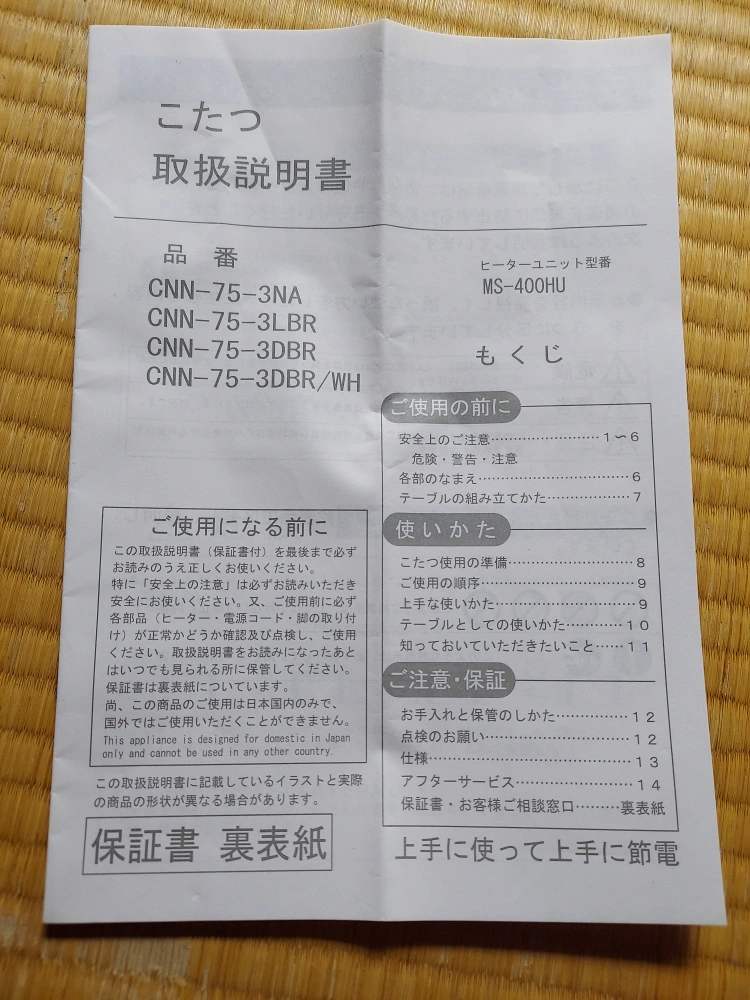 こたつ
取扱説明書
品番
CNN-75-3NA
CNN-75-3LBR
CNN-75-3DBR
CNN-75-3DBR/WH
ご使用になる前に
この取扱説明書（保証書付）を最後まで必ず
お読みのうえ正しくお使いください。
特に「安全上の注意」は必ずお読みいただき
安全にお使いください。又、ご使用前に必ず
各部品（ヒーター・電源コード・脚の取り付
け）が正常かどうか確認及び点検し、ご使用
ください。取扱説明書をお読みになったあと
はいつでも見られる所に保管してください。
保証書は裏表紙についています。
尚、この商品のご使用は日本国内のみで、
国外ではご使用いただくことができません。
This appliance is designed for domestic in Japan
only and cannot be used in any other country.
この取扱説明書に記載しているイラストと実際
の商品の形状が異なる場合があります。
保証書 裏表紙
ヒーターユニット型番
MS-400HU
もくじ
ご使用の前に
安全上のご注意…………………1～6
危険・警告・注意
各部のなまえ…………………6
テーブルの組み立てかた…………7
使いかた
こたつ使用の準備………………8
ご使用の順序…………………9
上手な使いかた…………………9
テーブルとしての使いかた………10
知っておいていただきたいこと……11
ご注意・保証
お手入れと保管のしかた…………12
点検のお願い…………………12
仕様…………………………13
アフターサービス………………14
保証書・お客様ご相談窓口………裏表紙
上手に使って上手に節電